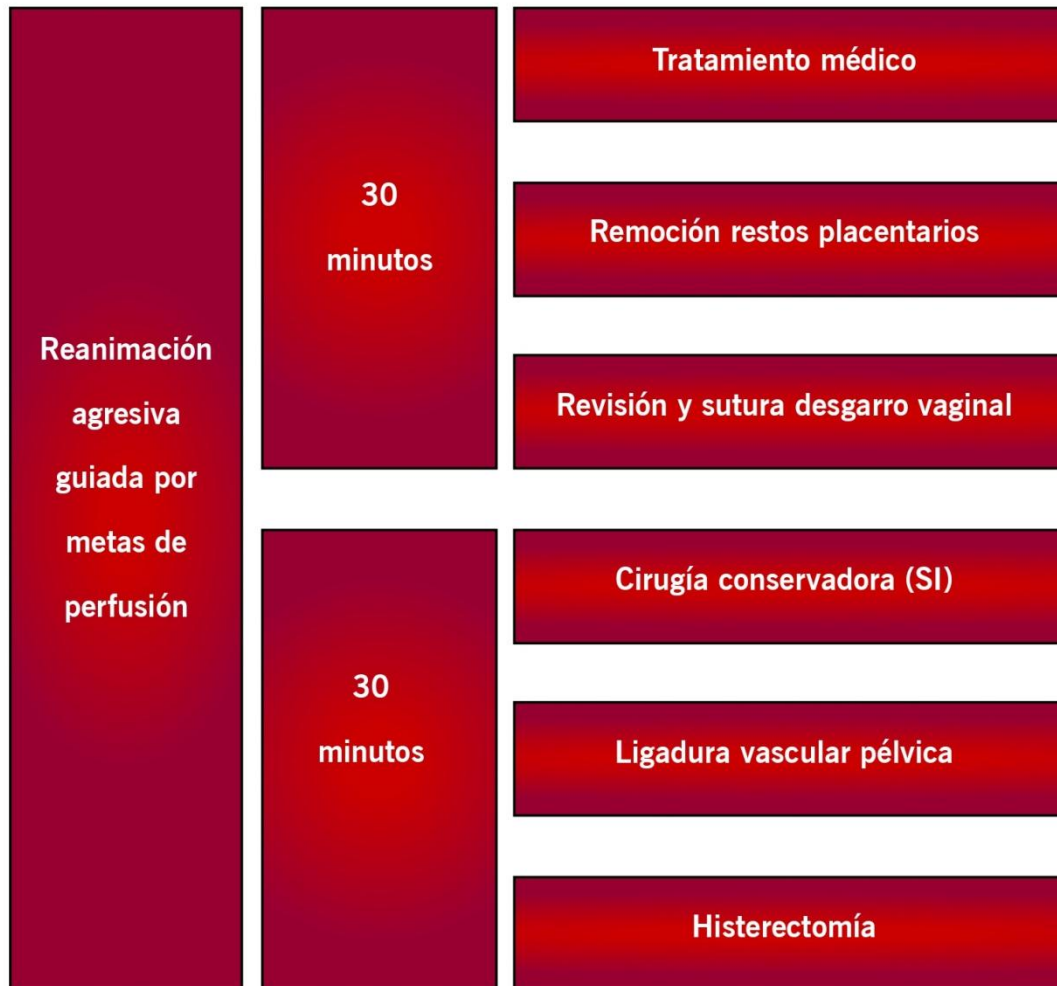 Reanimación
agresiva
guiada por
metas de
perfusión
30
minutos
Tratamiento médico
Remoción restos placentarios
Revisión y sutura desgarro vaginal
30
minutos
Cirugía conservadora (SI)
Ligadura vascular pélvica
Histerectomía